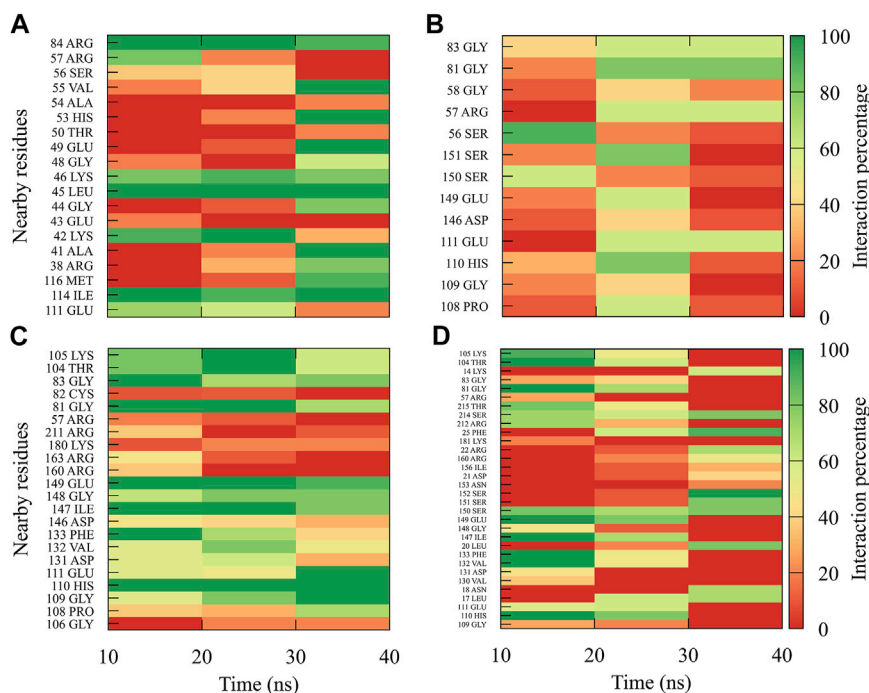 A
Nearby residues
84 ARG
57 ARG
56 SER
55 VAL
54 ALA
53 HIS
50 THR
49 GLU
48 GLY
46 LYS
45 LEU
44 GLY
43 GLU
42 LYS
41 ALA
38 ARG
116 MET
114 ILE
111 GLU
B
83 GLY
81 GLY
58 GLY
57 ARG
56 SER
151 SER
150 SER
149 GLU
146 ASP
111 GLU
110 HIS
109 GLY
108 PRO
100
80
60
40
20
0
Interaction percentage
C
Nearby residues
105 LYS
104 THR
83 GLY
82 CYS
81 GLY
57 ARG
211 ARG
180 LYS
163 ARG
160 ARG
149 GLU
148 GLY
147 ILE
146 ASP
133 PHE
132 VAL
131 ASP
111 GLU
110 HIS
109 GLY
108 PRO
106 GLY
10 20 30 40
Time (ns)
D
105 LYS
104 THR
14 LYS
83 GLY
81 GLY
57 ARG
215 THR
214 SER
212 ARG
25 PHE
181 LYS
22 ARG
160 ARG
156 ILE
21 ASP
153 ASN
152 SER
151 SER
150 SER
149 GLU
148 GLY
147 ILE
20 LEU
133 PHE
132 VAL
131 ASP
130 VAL
18 ASN
17 LEU
111 GLU
110 HIS
109 GLY
10 20 30 40
Time (ns)
100
80
60
40
20
0
Interaction percentage